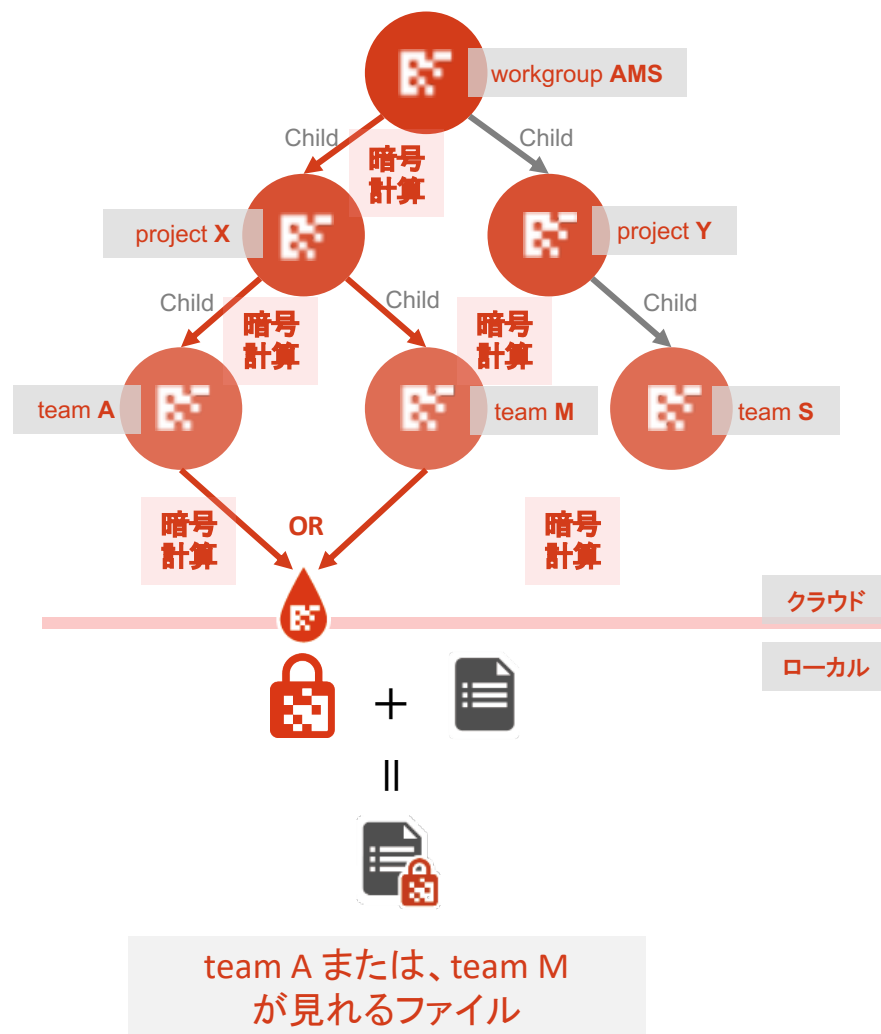 workgroup AMS
Child
Child
暗号
計算
project X
project Y
Child
Child
Child
暗号
計算
暗号
計算
team A
team M
team S
暗号
計算
OR
暗号
計算
クラウド
ローカル
+
=
team A または、team M
が見れるファイル